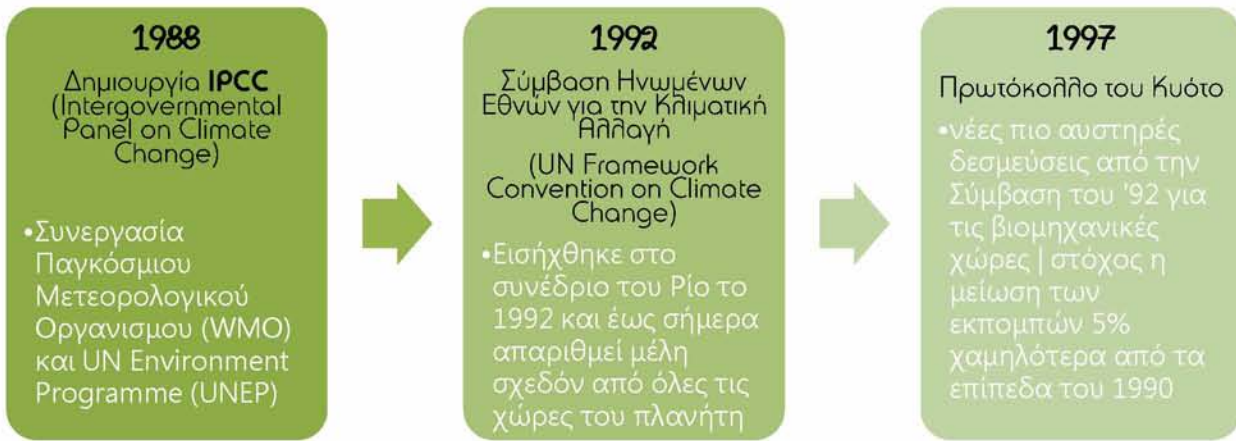 1988
Δημιουργία IPCC
(Intergovernmental
Panel on Climate
Change)
•Συνεργασία
Παγκόσμιου
Μετεορολογικού
Οργανισμου (WMO)
και UN Environment
Programme (UNEP)
1992
Σύμβαση Ηνωμένων
Εθνών για την Κλιματική
Αλλαγή
(UN Framework
Convention on Climate
Change)
•Εισήχθηκε στο
συνέδριο του Ρίο το
1992 και έως σήμερα
απαριθμεί μέλη
σχεδόν από όλες τις
χώρες του πλανήτη
1997
Πρωτόκολλο του Κυότο
•νέες πιο αυστηρές
δεσμεύσεις από την
Σύμβαση του '92 για
τις βιομηχανικές
χώρες | στόχος η
μείωση των
εκπομπών 5%
χαμηλότερα από τα
επίπεδα του 1990